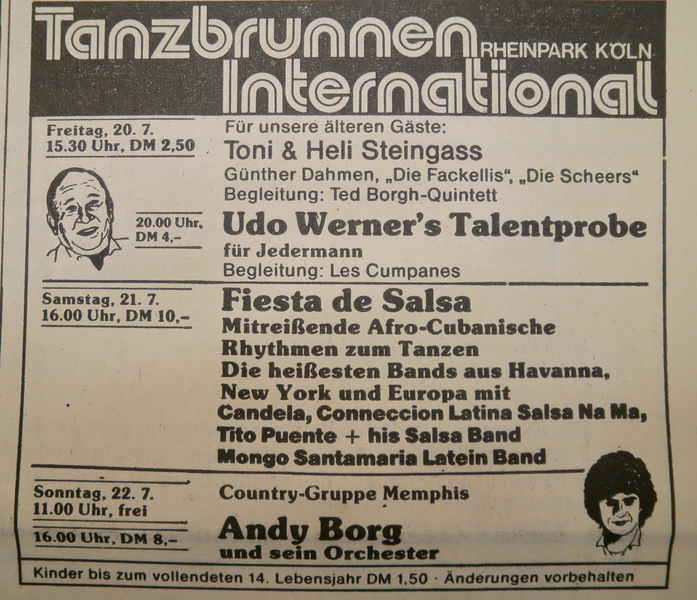 Tanzbrunnen RHEINPARK KÖLN
International
Freitag, 20. 7.
15.30 Uhr, DM 2,50
Für unsere älteren Gäste:
Toni & Heli Steingass
Günther Dahmen, „Die Fackellis“, „Die Scheers“
Begleitung: Ted Borgh-Quintett
20.00 Uhr,
DM 4,–
Udo Werner's Talentprobe
für Jedermann
Begleitung: Les Cumpanes
Samstag, 21. 7.
16.00 Uhr, DM 10,–
Fiesta de Salsa
Mitreißende Afro-Cubanische
Rhythmen zum Tanzen
Die heißesten Bands aus Havanna,
New York und Europa mit
Candela, Conneccion Latina Salsa Na Ma,
Tito Puente + his Salsa Band
Mongo Santamaria Latein Band
Sonntag, 22. 7.
11.00 Uhr, frei
Country-Gruppe Memphis
16.00 Uhr, DM 8,–
Andy Borg
und sein Orchester
Kinder bis zum vollendeten 14. Lebensjahr DM 1,50 · Änderungen vorbehalten